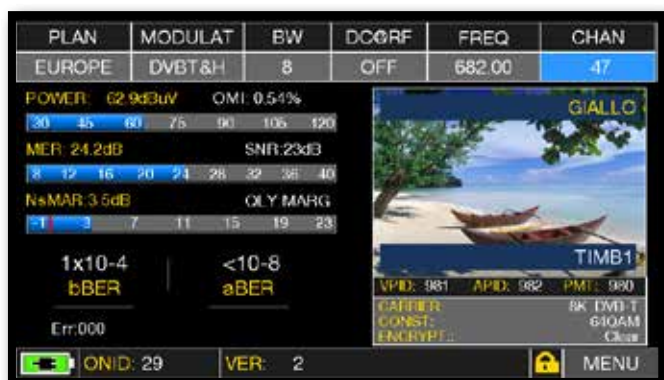 PLAN MODULAT BW DC@RF FREQ CHAN
EUROPE DVBT&H 8 OFF 682.00 47
POWER: 62.9dBuV OMI: 0.54%
30 45 60 75 90 105 120
MER: 24.2dB SNR:23dB
8 12 16 20 24 28 32 36 40
NsMAR:3.5dB QLY MARG
-1 3 7 11 15 19 23
1x10-4 <10-8
bBER aBER
Err:000
GIALLO
TIMB1
VPID: 981 APID: 982 PMT: 980
CARRIER 8K DVB-T
CONST: 64QAM
ENCRYPT.: Clear
ONID: 29 VER: 2 MENU